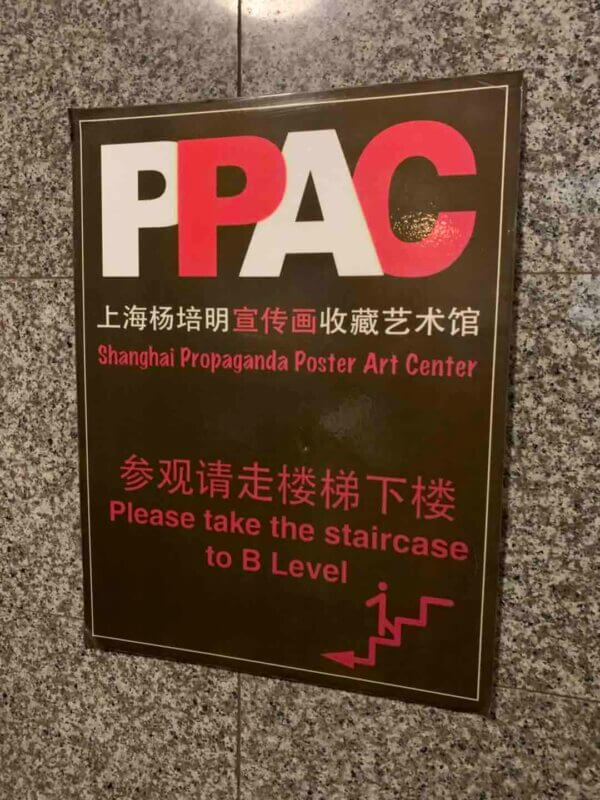 PPAC
上海杨培明宣传画收藏艺术馆
Shanghai Propaganda Poster Art Center
参观请走楼梯下楼
Please take the staircase
to B Level